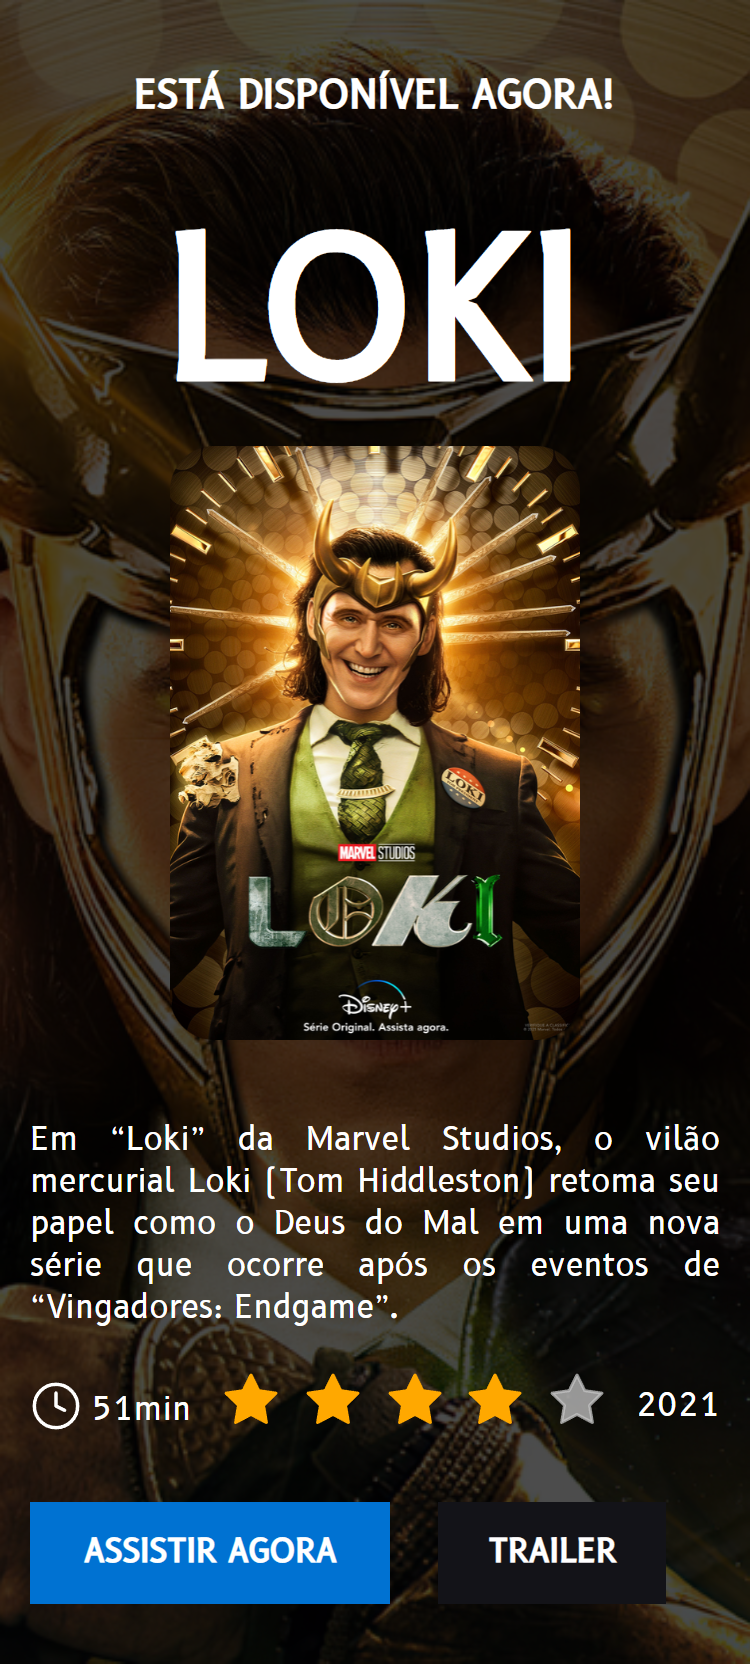 ESTÁ DISPONÍVEL AGORA!
LOKI
LOKI
MARVEL STUDIOS
LOKI
Disney+
Série Original. Assista agora.
Em “Loki” da Marvel Studios, o vilão
mercurial Loki (Tom Hiddleston) retoma seu
papel como o Deus do Mal em uma nova
série que ocorre após os eventos de
“Vingadores: Endgame”.
51min
2021
ASSISTIR AGORA
TRAILER